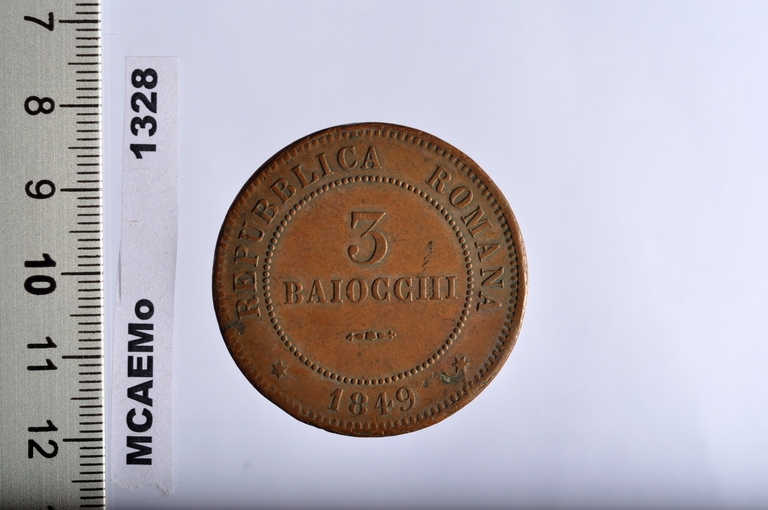 7
8
9
10
11
12
MCAEMo 1328
REPUBBLICA ROMANA
3
BAIOCCHI
1849